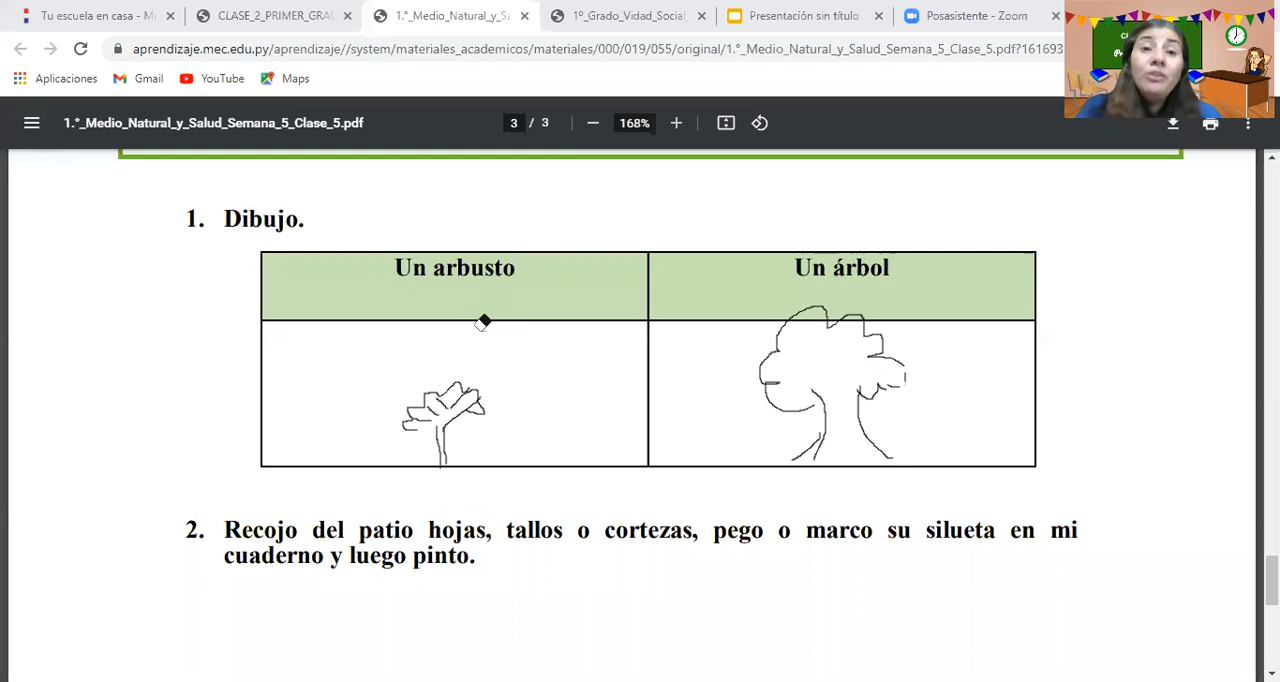 Tu escuela en casa - M
CLASE_2_PRIMER_GRA
1.°_Medio_Natural_y_Sa
1º_Grado_Vidad_Social
Presentación sin título
Posasistente - Zoom
aprendizaje.mec.edu.py/aprendizaje//system/materiales_academicos/materiales/000/019/055/original/1.°_Medio_Natural_y_Salud_Semana_5_Clase_5.pdf?161693
Aplicaciones
Gmail
YouTube
Maps
1.°_Medio_Natural_y_Salud_Semana_5_Clase_5.pdf
3 / 3
168%
1. Dibujo.
Un arbusto
Un árbol
2. Recojo del patio hojas, tallos o cortezas, pego o marco su silueta en mi
cuaderno y luego pinto.